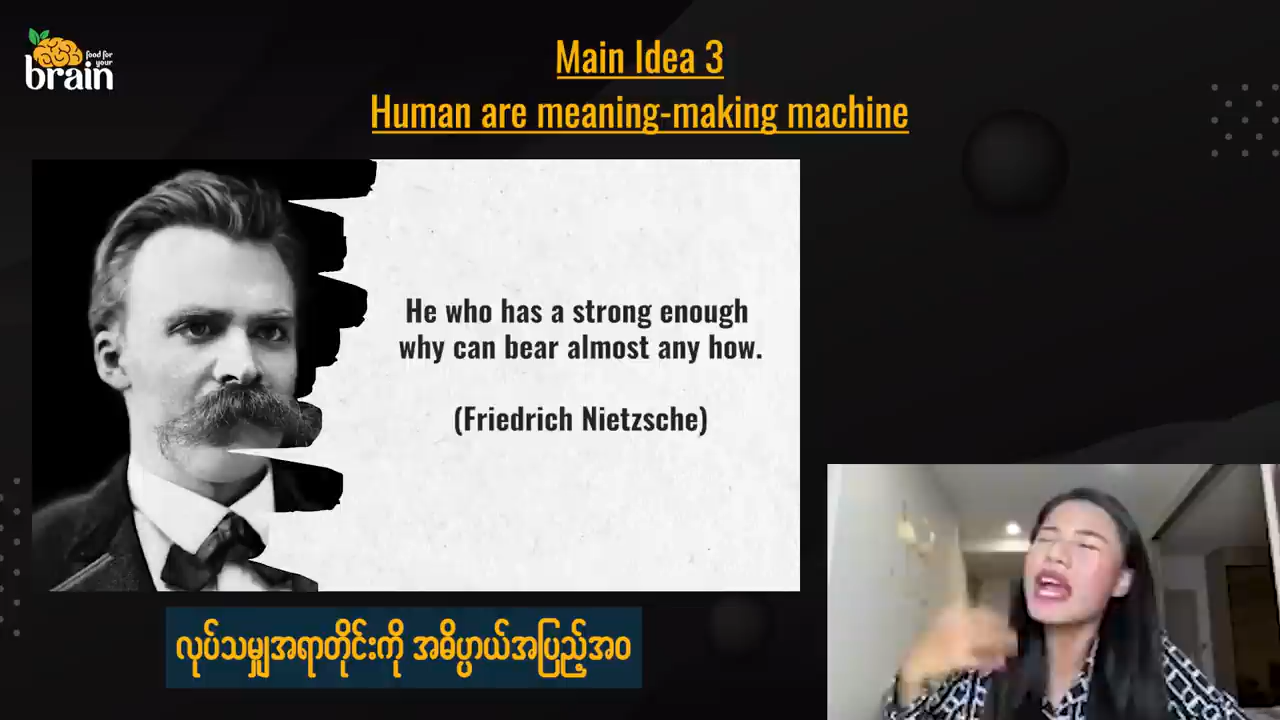 food for
your
brain
Main Idea 3
Human are meaning-making machine
He who has a strong enough
why can bear almost any how.
(Friedrich Nietzsche)
လုပ်သမျှအရာတိုင်းကို အဓိပ္ပာယ်အပြည့်အဝ